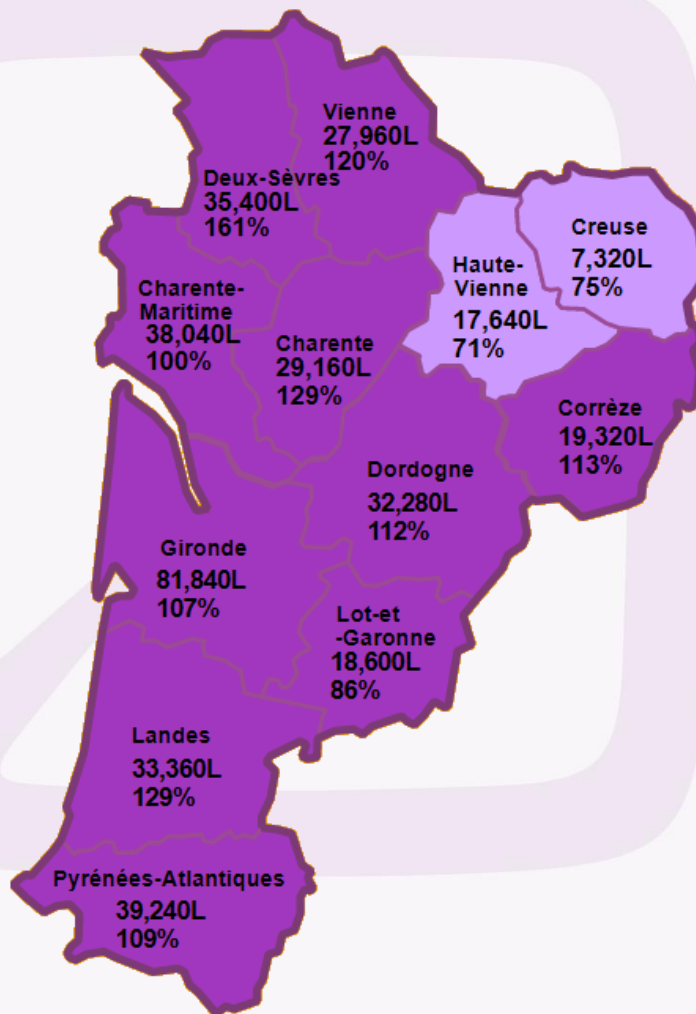 Vienne
27,960L
120%
Deux-Sèvres
35,400L
161%
Creuse
7,320L
75%
Haute-
Vienne
17,640L
71%
Charente-
Maritime
38,040L
100%
Charente
29,160L
129%
Corrèze
19,320L
113%
Dordogne
32,280L
112%
Gironde
81,840L
107%
Lot-et
-Garonne
18,600L
86%
Landes
33,360L
129%
Pyrénées-Atlantiques
39,240L
109%